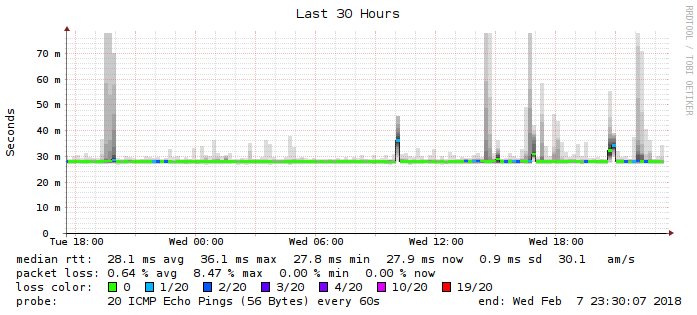 Last 30 Hours
RRDTOOL / TOBI OETIKER
Seconds
70 m
60 m
50 m
40 m
30 m
20 m
10 m
0
Tue 18:00 Wed 00:00 Wed 06:00 Wed 12:00 Wed 18:00
median rtt: 28.1 ms avg 36.1 ms max 27.8 ms min 27.9 ms now 0.9 ms sd 30.1 am/s
packet loss: 0.64 % avg 8.47 % max 0.00 % min 0.00 % now
loss color: 0 1/20 2/20 3/20 4/20 10/20 19/20
probe: 20 ICMP Echo Pings (56 Bytes) every 60s end: Wed Feb 7 23:30:07 2018